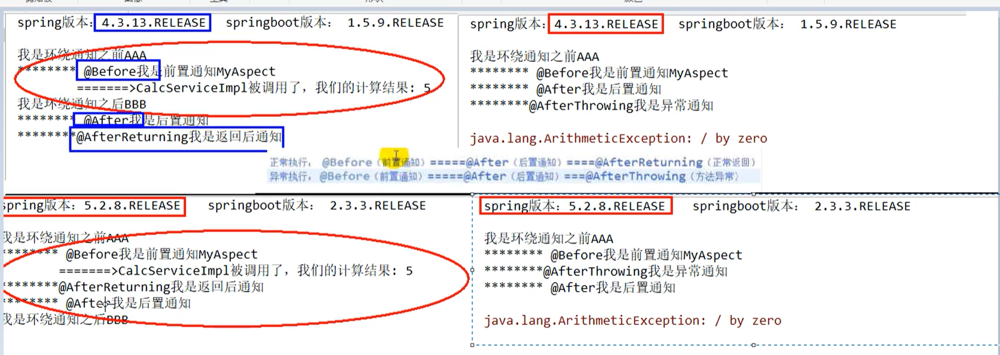 spring版本：4.3.13.RELEASE springboot版本： 1.5.9.RELEASE
我是环绕通知之前AAA
******** @Before我是前置通知MyAspect
=======>CalcServiceImpl被调用了，我们的计算结果：5
我是环绕通知之后BBB
******** @After我是后置通知
********@AfterReturning我是返回后通知
spring版本：4.3.13.RELEASE springboot版本： 1.5.9.RELEASE
我是环绕通知之前AAA
******** @Before我是前置通知MyAspect
******** @After我是后置通知
********@AfterThrowing我是异常通知
java.lang.ArithmeticException: / by zero
正常执行： @Before（前置通知）=====@After（后置通知）====@AfterReturning（正常返回）
异常执行：@Before（前置通知）=====@After（后置通知）===@AfterThrowing（方法异常）
spring版本：5.2.8.RELEASE springboot版本： 2.3.3.RELEASE
我是环绕通知之前AAA
******** @Before我是前置通知MyAspect
=======>CalcServiceImpl被调用了，我们的计算结果：5
********@AfterReturning我是返回后通知
******** @After我是后置通知
我是环绕通知之后BBB
spring版本：5.2.8.RELEASE springboot版本： 2.3.3.RELEASE
我是环绕通知之前AAA
******** @Before我是前置通知MyAspect
********@AfterThrowing我是异常通知
******** @After我是后置通知
java.lang.ArithmeticException: / by zero